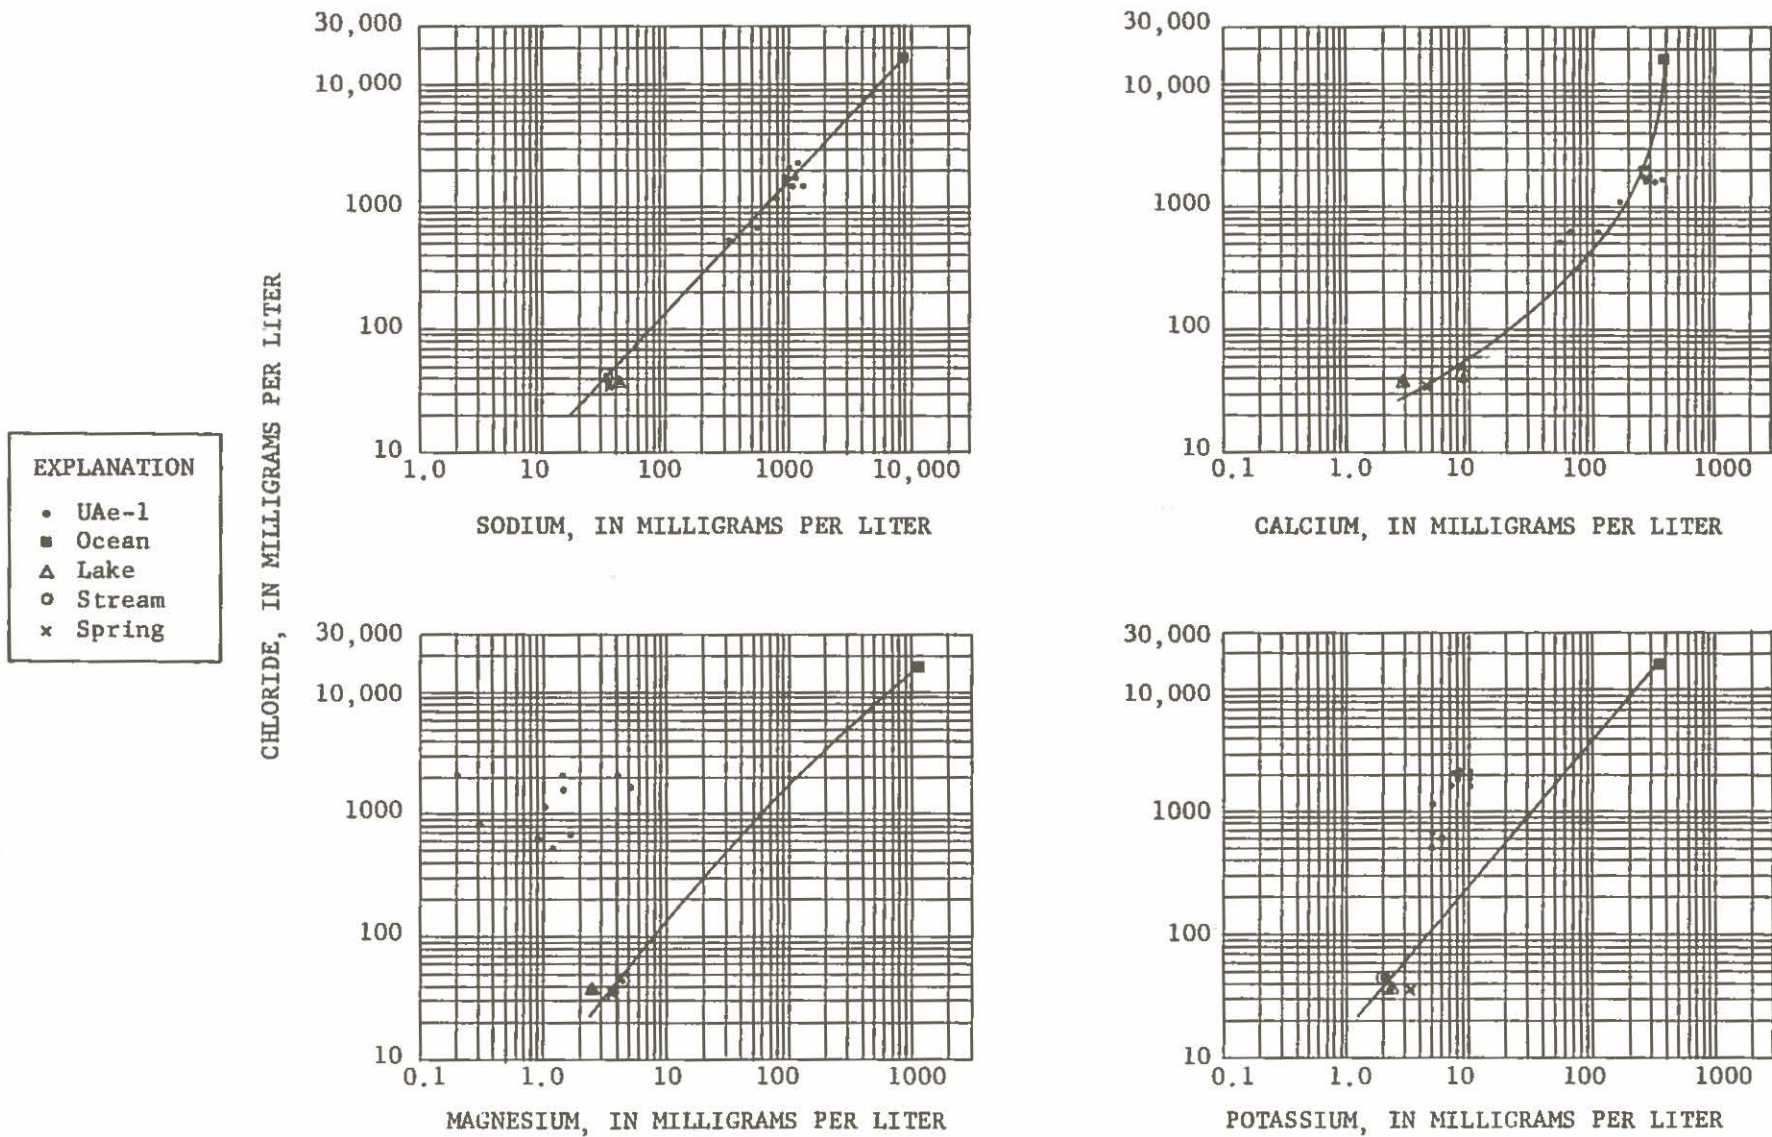 EXPLANATION
• UAe-1
■ Ocean
△ Lake
○ Stream
× Spring
CHLORIDE, IN MILLIGRAMS PER LITER
30,000
10,000
1000
100
10
1.0 10 100 1000 10,000
SODIUM, IN MILLIGRAMS PER LITER
30,000
10,000
1000
100
10
0.1 1.0 10 100 1000
CALCIUM, IN MILLIGRAMS PER LITER
30,000
10,000
1000
100
10
0.1 1.0 10 100 1000
MAGNESIUM, IN MILLIGRAMS PER LITER
30,000
10,000
1000
100
10
0.1 1.0 10 100 1000
POTASSIUM, IN MILLIGRAMS PER LITER